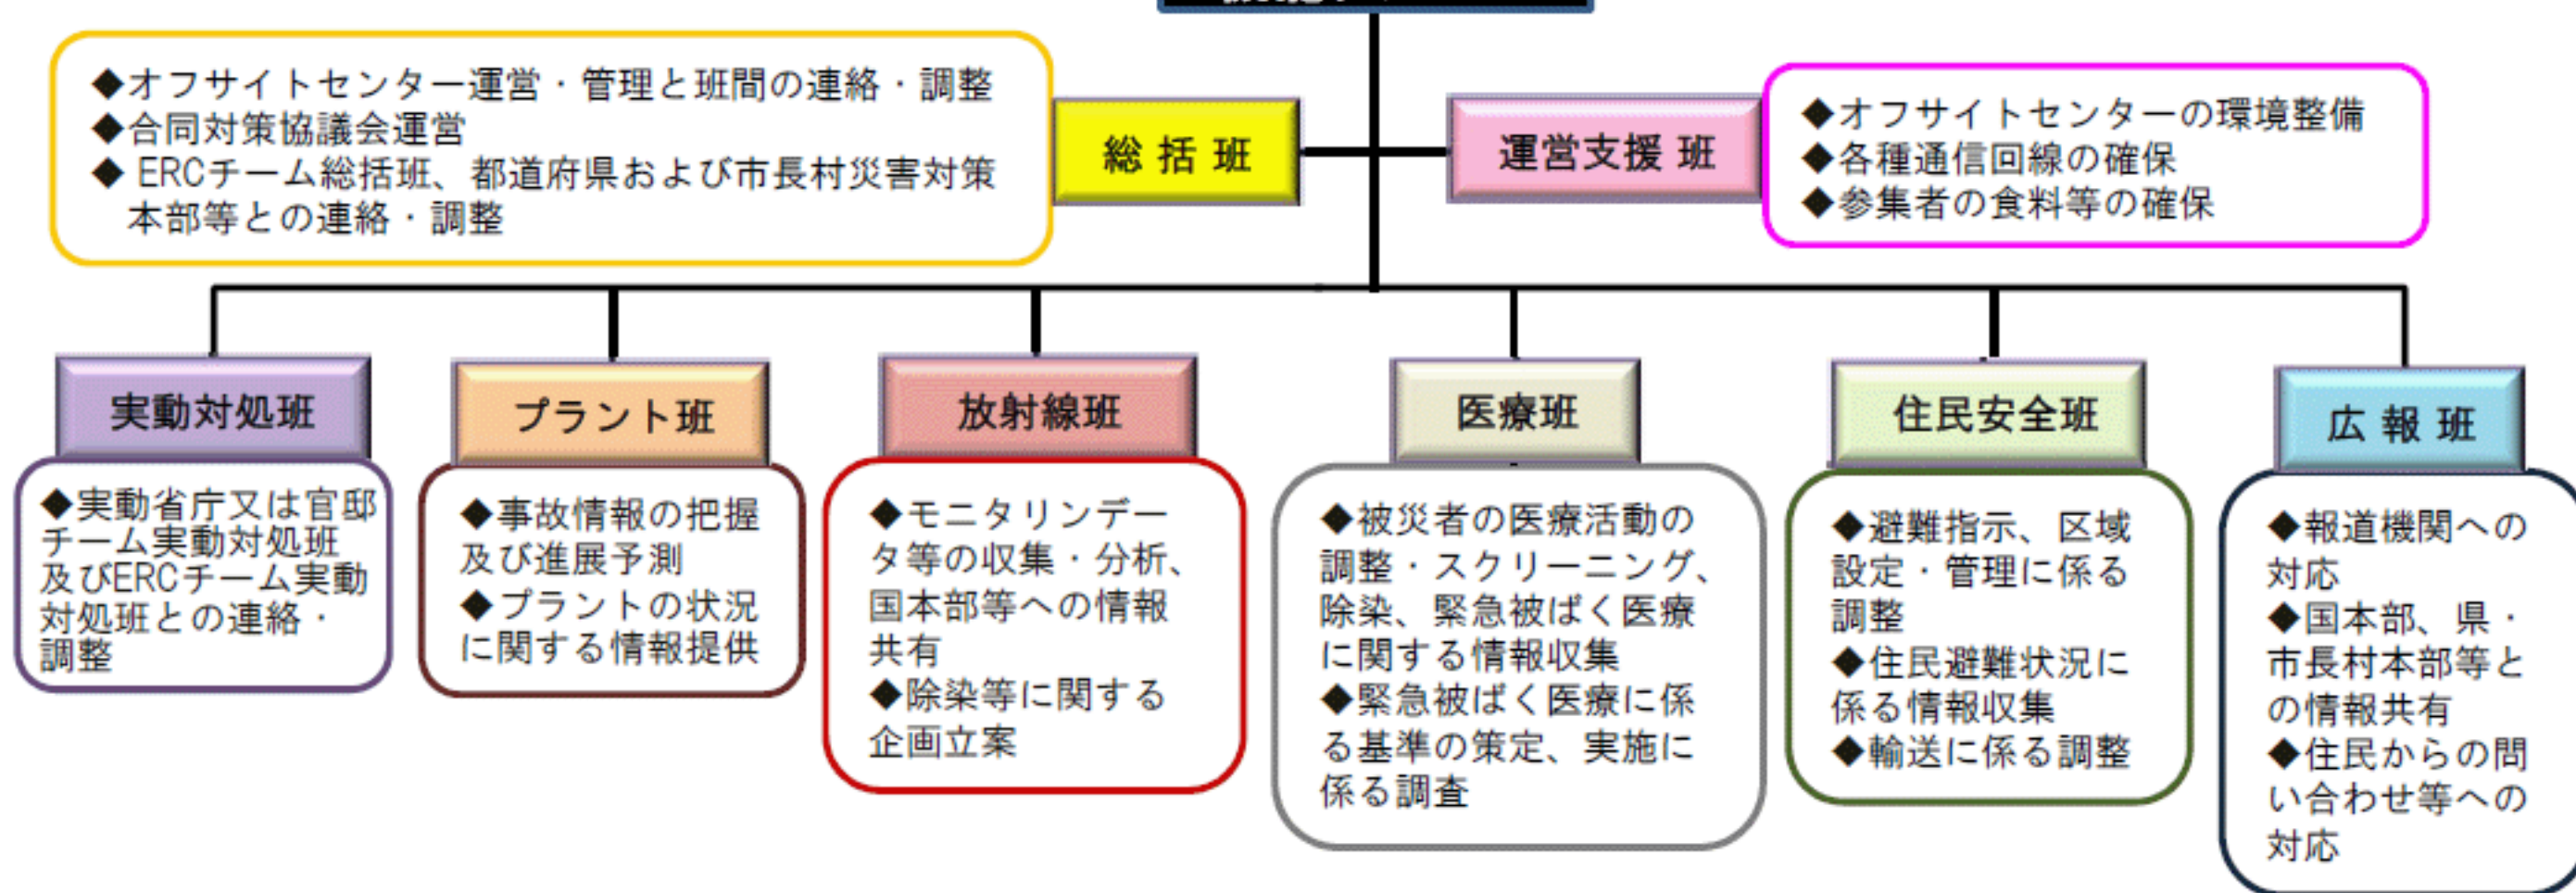 ◆オフサイトセンター運営・管理と班間の連絡・調整
◆合同対策協議会運営
◆ ERCチーム総括班、都道府県および市長村災害対策
本部等との連絡・調整
総 括 班
運営支援 班
◆オフサイトセンターの環境整備
◆各種通信回線の確保
◆参集者の食料等の確保
実動対処班
◆実動省庁又は官邸
チーム実動対処班
及びERCチーム実動
対処班との連絡・
調整
プラント班
◆事故情報の把握
及び進展予測
◆プラントの状況
に関する情報提供
放射線班
◆モニタリンデー
タ等の収集・分析、
国本部等への情報
共有
◆除染等に関する
企画立案
医療班
◆被災者の医療活動の
調整・スクリーニング、
除染、緊急被ばく医療
に関する情報収集
◆緊急被ばく医療に係
る基準の策定、実施に
係る調査
住民安全班
◆避難指示、区域
設定・管理に係る
調整
◆住民避難状況に
係る情報収集
◆輸送に係る調整
広 報 班
◆報道機関への
対応
◆国本部、県・
市長村本部等と
の情報共有
◆住民からの問
い合わせ等への
対応